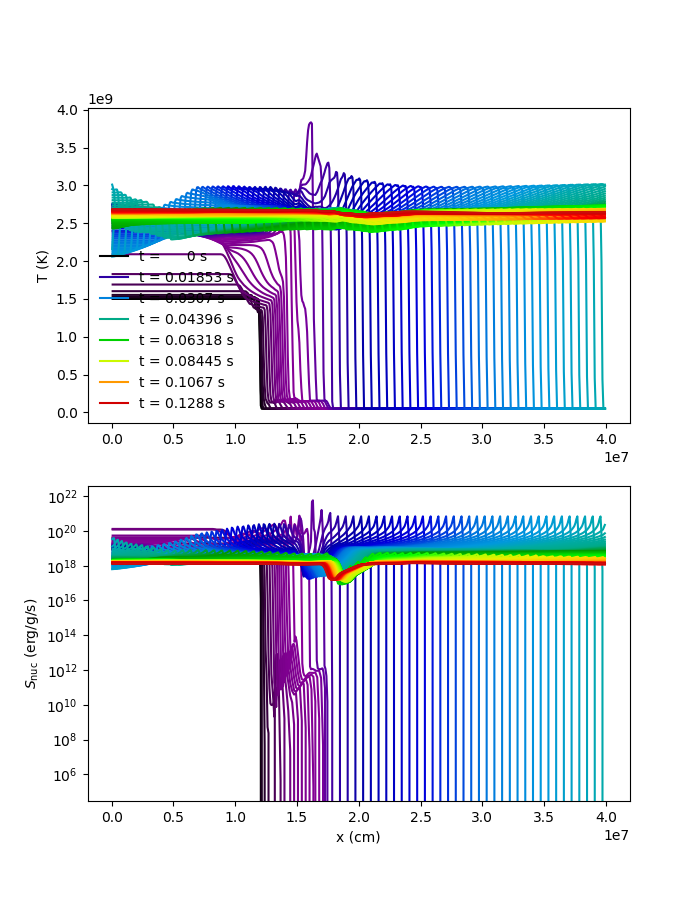 1e9
4.0
3.5
3.0
2.5
2.0
1.5
1.0
0.5
0.0
T (K)
t = 0 s
t = 0.01853 s
t = 0.0307 s
t = 0.04396 s
t = 0.06318 s
t = 0.08445 s
t = 0.1067 s
t = 0.1288 s
0.0 0.5 1.0 1.5 2.0 2.5 3.0 3.5 4.0
1e7
10^22
10^20
10^18
10^16
10^14
10^12
10^10
10^8
10^6
S_nuc (erg/g/s)
0.0 0.5 1.0 1.5 2.0 2.5 3.0 3.5 4.0
x (cm)
1e7